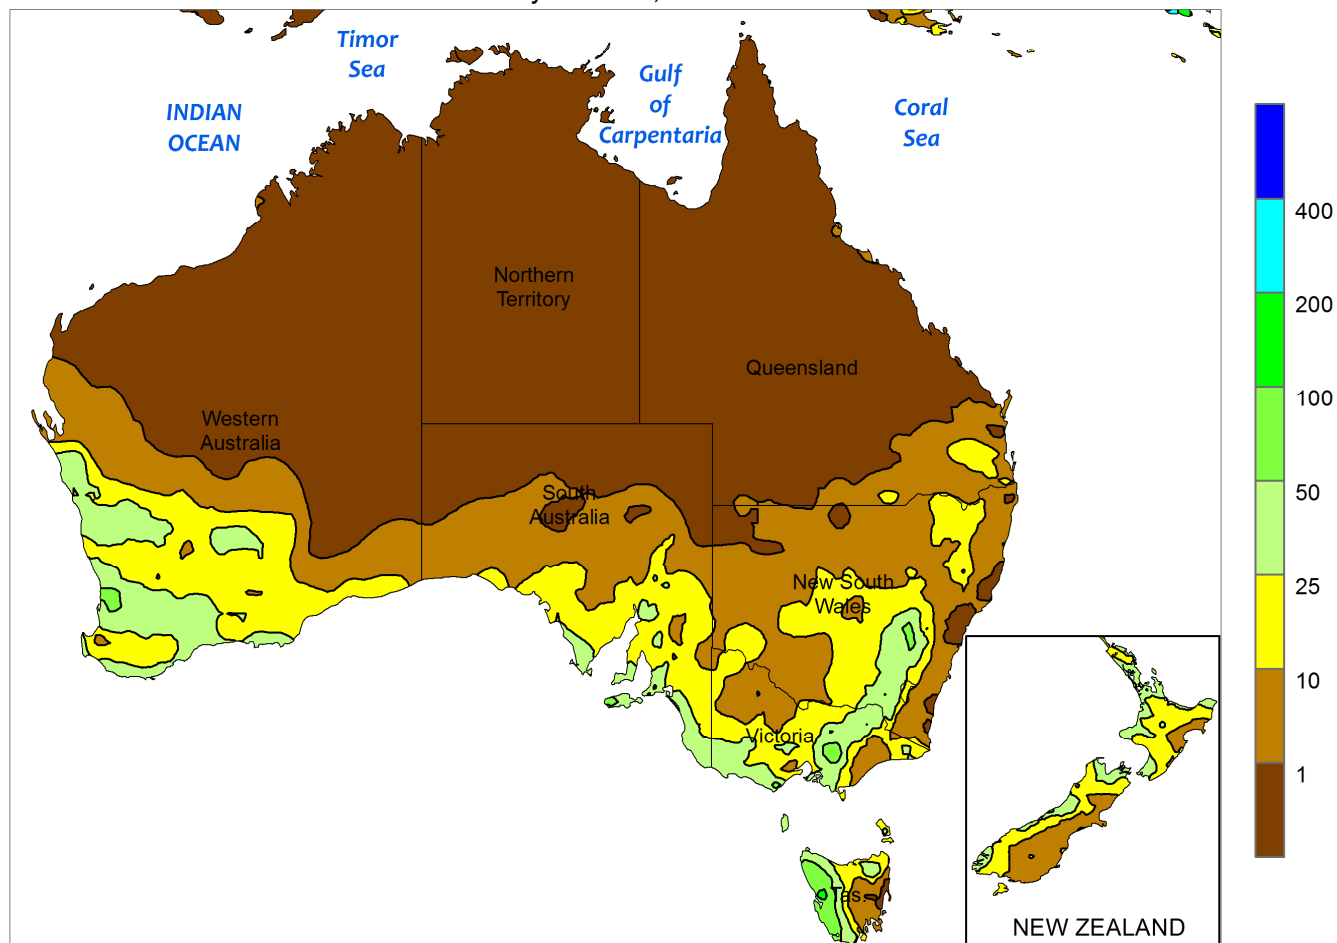 Timor
Sea
Gulf
of
Carpentaria
INDIAN
OCEAN
Coral
Sea
400
200
100
50
25
10
1
Northern
Territory
Queensland
Western
Australia
South
Australia
New South
Wales
Victoria
Tas.
NEW ZEALAND